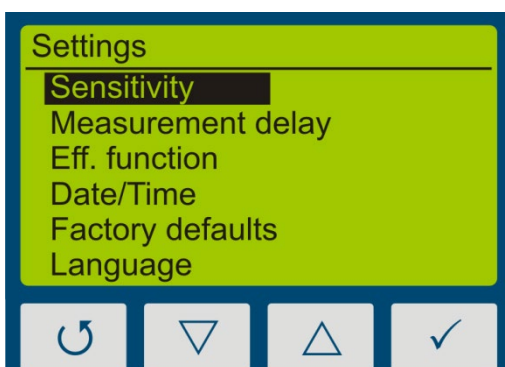 Settings
Sensitivity
Measurement delay
Eff. function
Date/Time
Factory defaults
Language